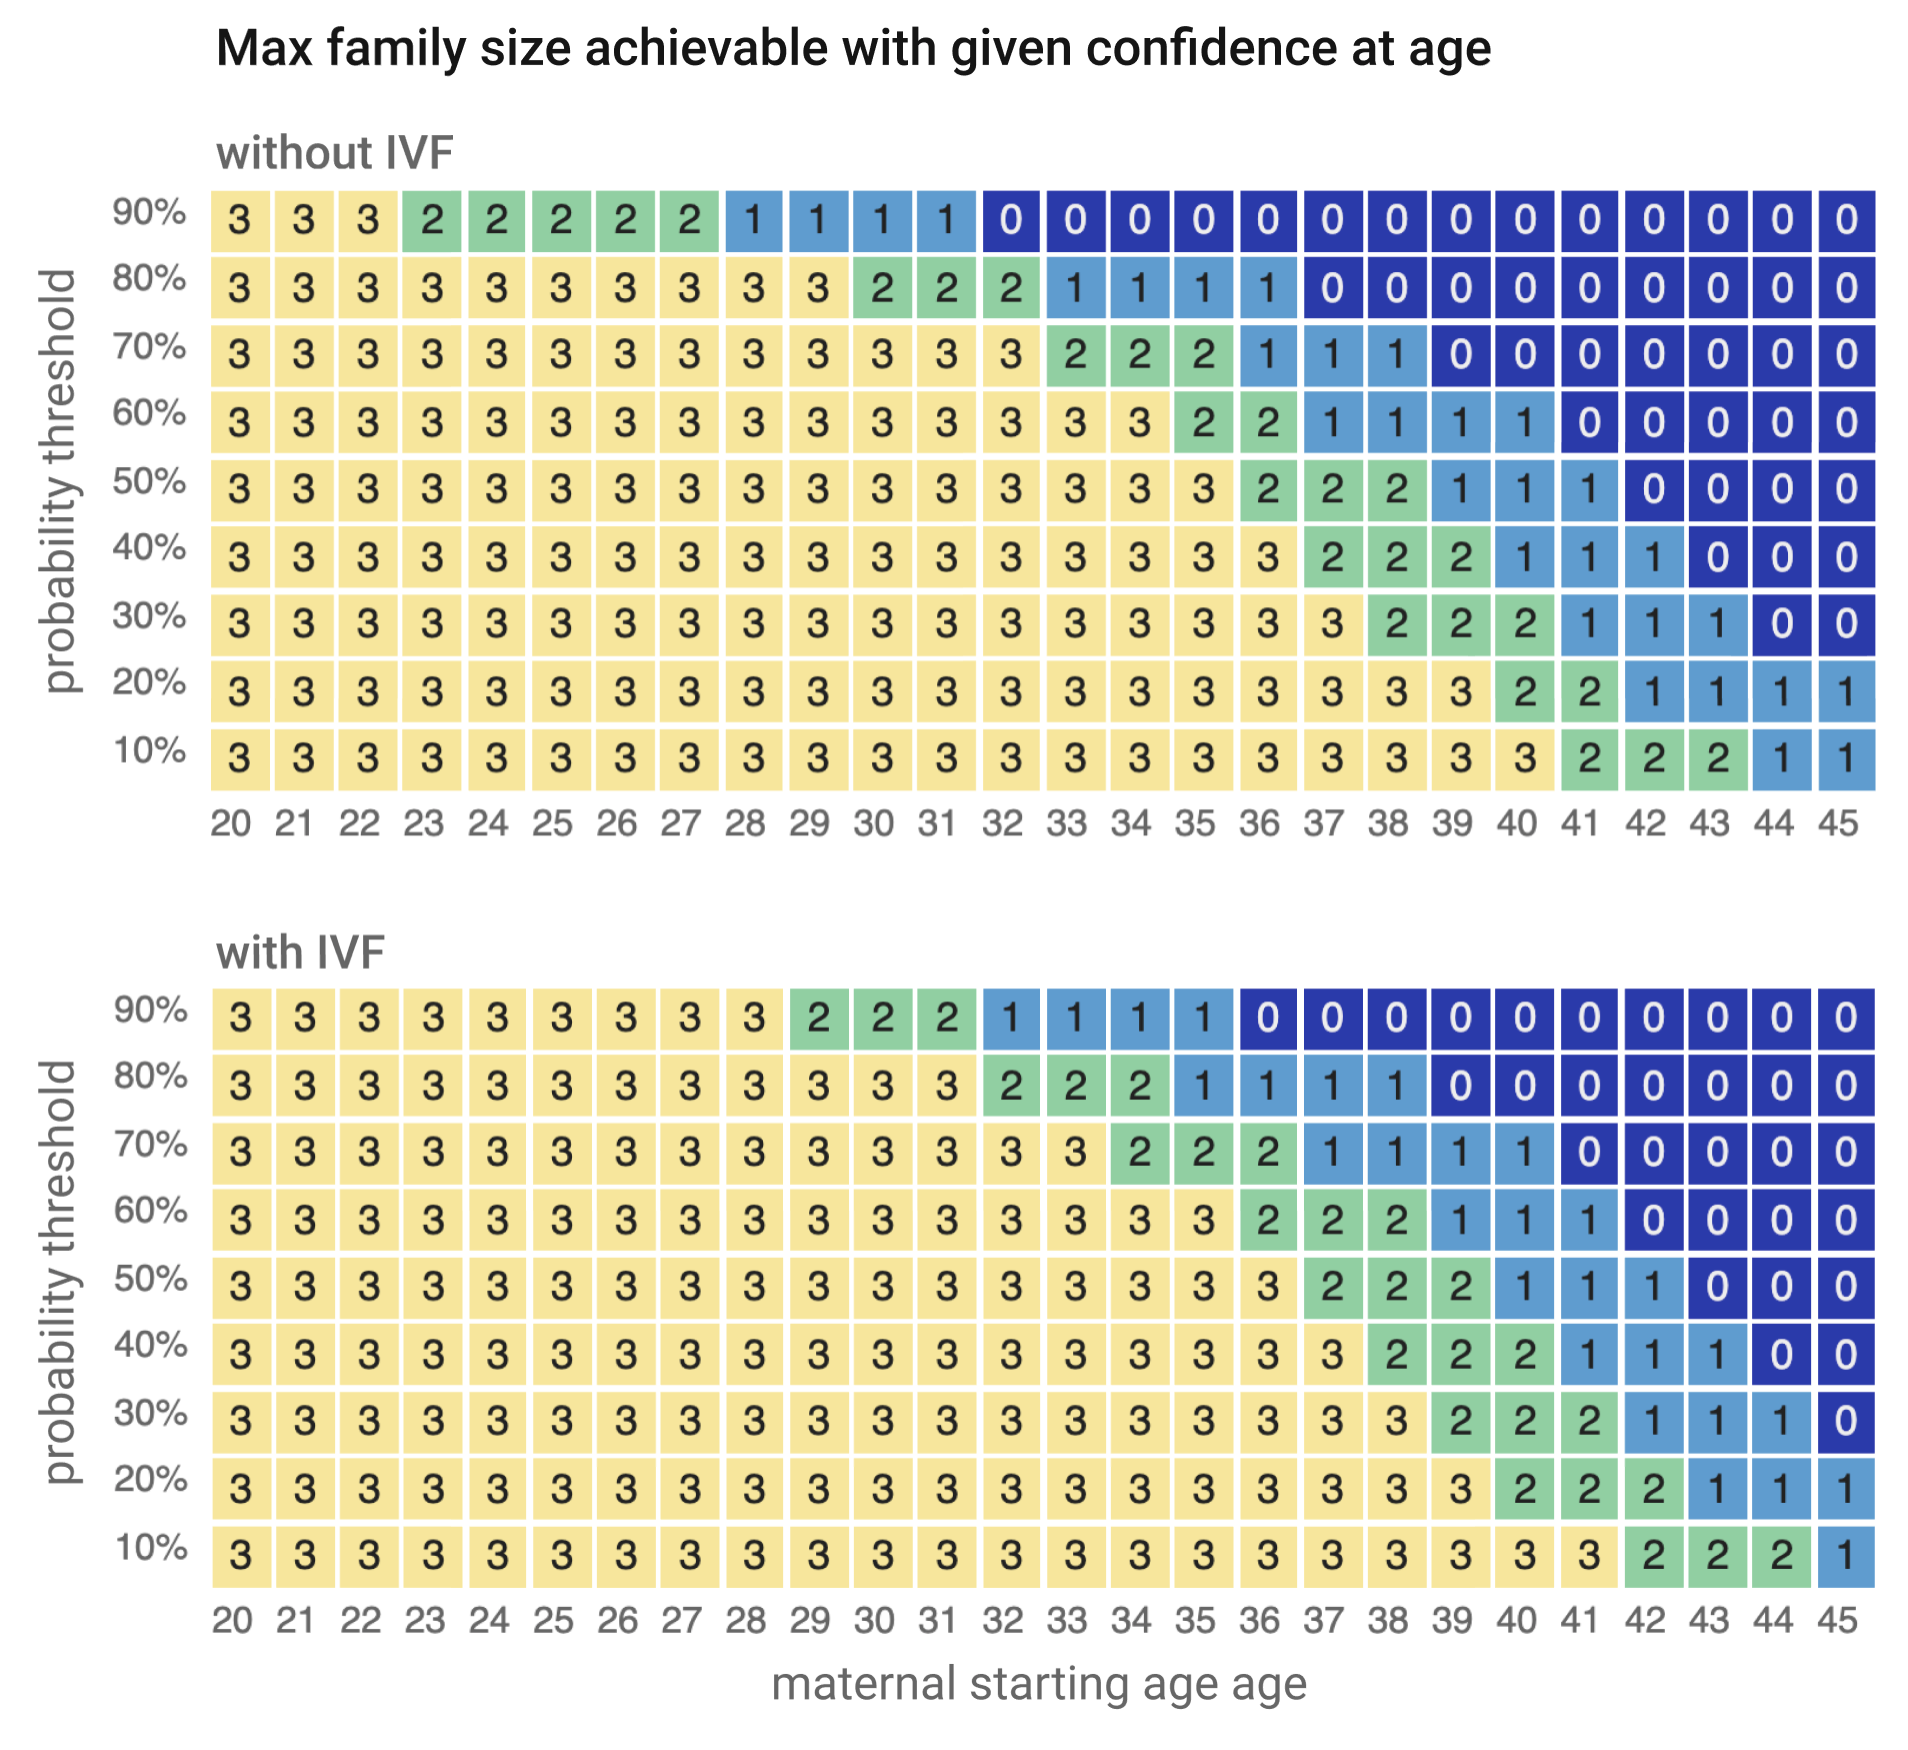 Max family size achievable with given confidence at age
without IVF
probability threshold
90% 3 3 3 2 2 2 2 2 1 1 1 1 0 0 0 0 0 0 0 0 0 0 0 0 0 0
80% 3 3 3 3 3 3 3 3 3 3 2 2 2 1 1 1 1 0 0 0 0 0 0 0 0 0
70% 3 3 3 3 3 3 3 3 3 3 3 3 3 2 2 2 1 1 1 0 0 0 0 0 0 0
60% 3 3 3 3 3 3 3 3 3 3 3 3 3 3 3 2 2 1 1 1 1 0 0 0 0 0
50% 3 3 3 3 3 3 3 3 3 3 3 3 3 3 3 3 2 2 2 1 1 1 0 0 0 0
40% 3 3 3 3 3 3 3 3 3 3 3 3 3 3 3 3 3 2 2 2 1 1 1 0 0 0
30% 3 3 3 3 3 3 3 3 3 3 3 3 3 3 3 3 3 3 2 2 2 1 1 1 0 0
20% 3 3 3 3 3 3 3 3 3 3 3 3 3 3 3 3 3 3 3 3 2 2 1 1 1 1
10% 3 3 3 3 3 3 3 3 3 3 3 3 3 3 3 3 3 3 3 3 3 2 2 2 1 1
20 21 22 23 24 25 26 27 28 29 30 31 32 33 34 35 36 37 38 39 40 41 42 43 44 45
with IVF
probability threshold
90% 3 3 3 3 3 3 3 3 3 2 2 2 1 1 1 1 0 0 0 0 0 0 0 0 0 0
80% 3 3 3 3 3 3 3 3 3 3 3 3 2 2 2 1 1 1 1 0 0 0 0 0 0 0
70% 3 3 3 3 3 3 3 3 3 3 3 3 3 3 2 2 2 1 1 1 1 0 0 0 0 0
60% 3 3 3 3 3 3 3 3 3 3 3 3 3 3 3 3 2 2 2 1 1 1 0 0 0 0
50% 3 3 3 3 3 3 3 3 3 3 3 3 3 3 3 3 3 2 2 2 1 1 1 0 0 0
40% 3 3 3 3 3 3 3 3 3 3 3 3 3 3 3 3 3 3 2 2 2 1 1 1 0 0
30% 3 3 3 3 3 3 3 3 3 3 3 3 3 3 3 3 3 3 3 2 2 2 1 1 1 0
20% 3 3 3 3 3 3 3 3 3 3 3 3 3 3 3 3 3 3 3 3 2 2 2 1 1 1
10% 3 3 3 3 3 3 3 3 3 3 3 3 3 3 3 3 3 3 3 3 3 3 2 2 2 1
20 21 22 23 24 25 26 27 28 29 30 31 32 33 34 35 36 37 38 39 40 41 42 43 44 45
maternal starting age age